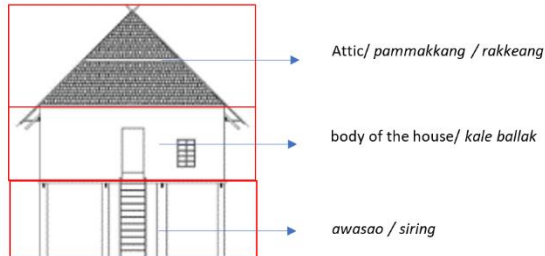 Attic/ pammakkang / rakkeang
body of the house/ kale ballak
awasao / siring